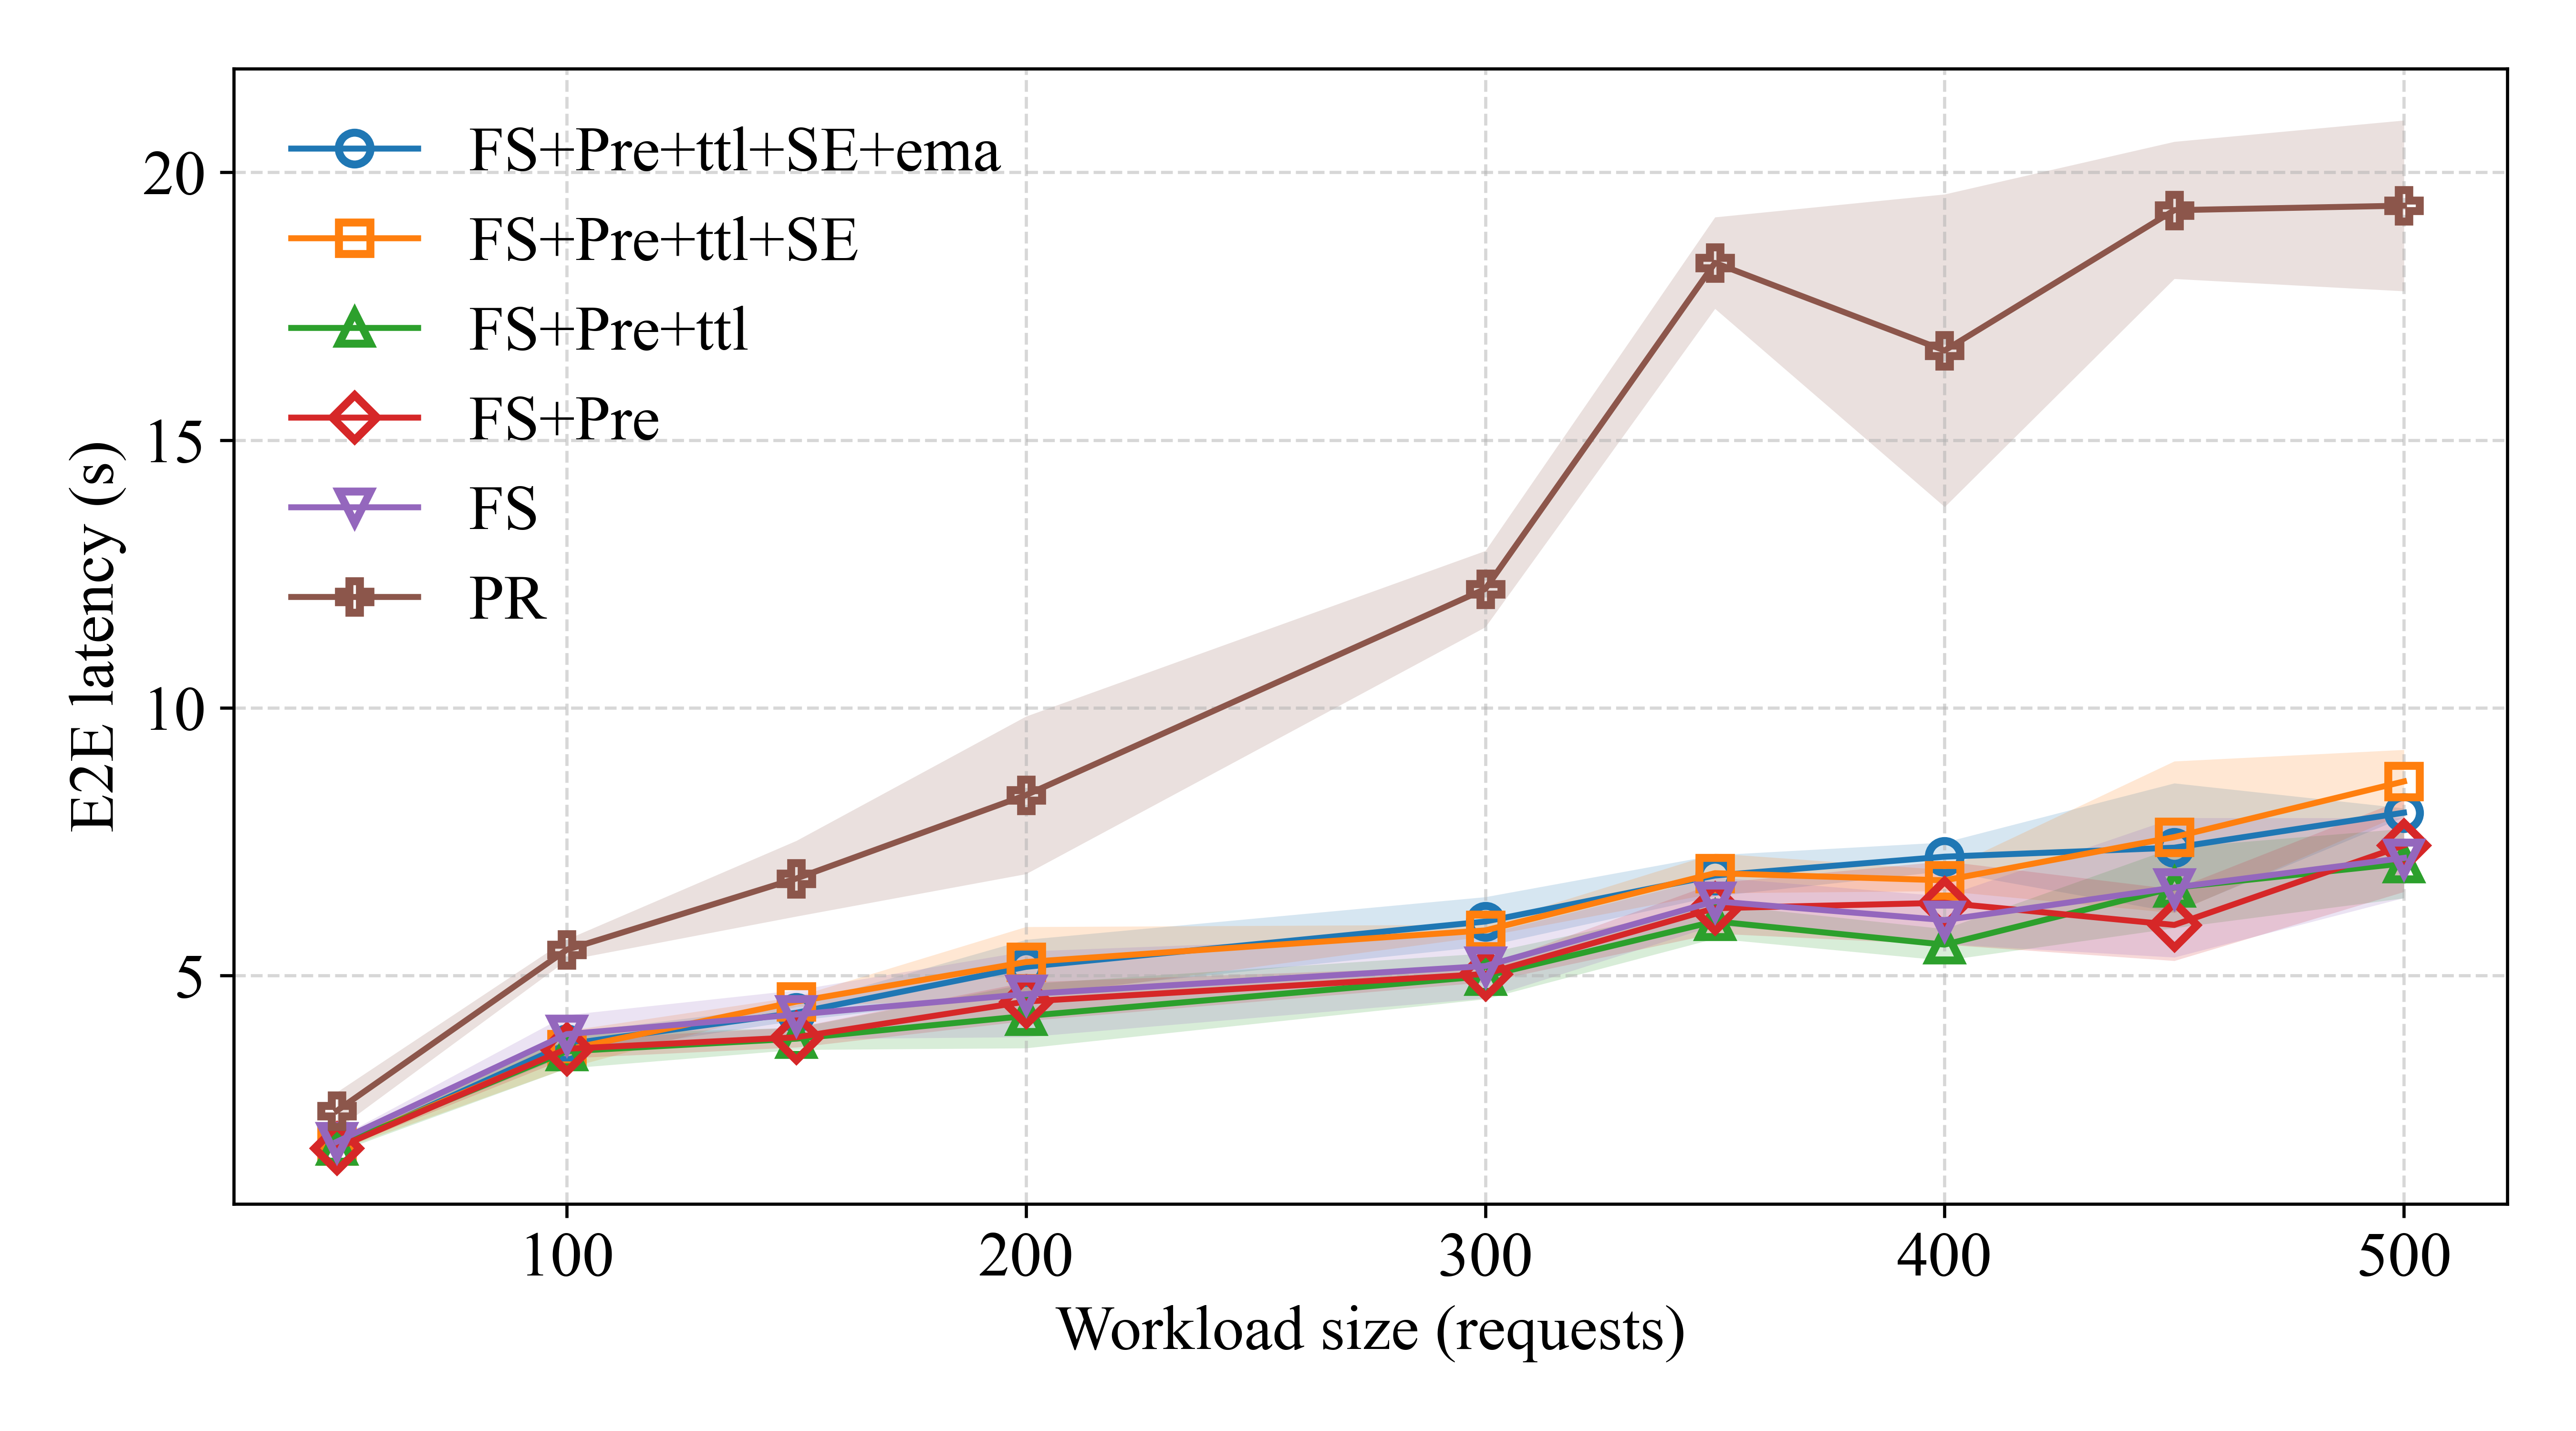 FS+Pre+ttl+SE+ema
FS+Pre+ttl+SE
FS+Pre+ttl
FS+Pre
FS
PR
E2E latency (s)
20
15
10
5
100
200
300
400
500
Workload size (requests)